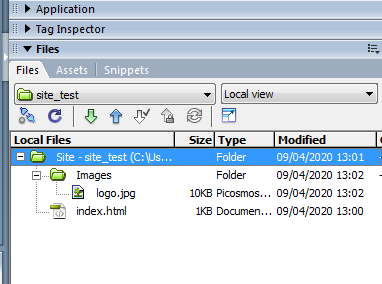 Application
Tag Inspector
Files
Files Assets Snippets
site_test Local view
Local Files Size Type Modified
Site - site_test (C:\Us... Folder 09/04/2020 13:01 -
Images Folder 09/04/2020 13:02 -
logo.jpg 10KB Picosmos... 09/04/2020 13:02
index.html 1KB Documen... 09/04/2020 13:00